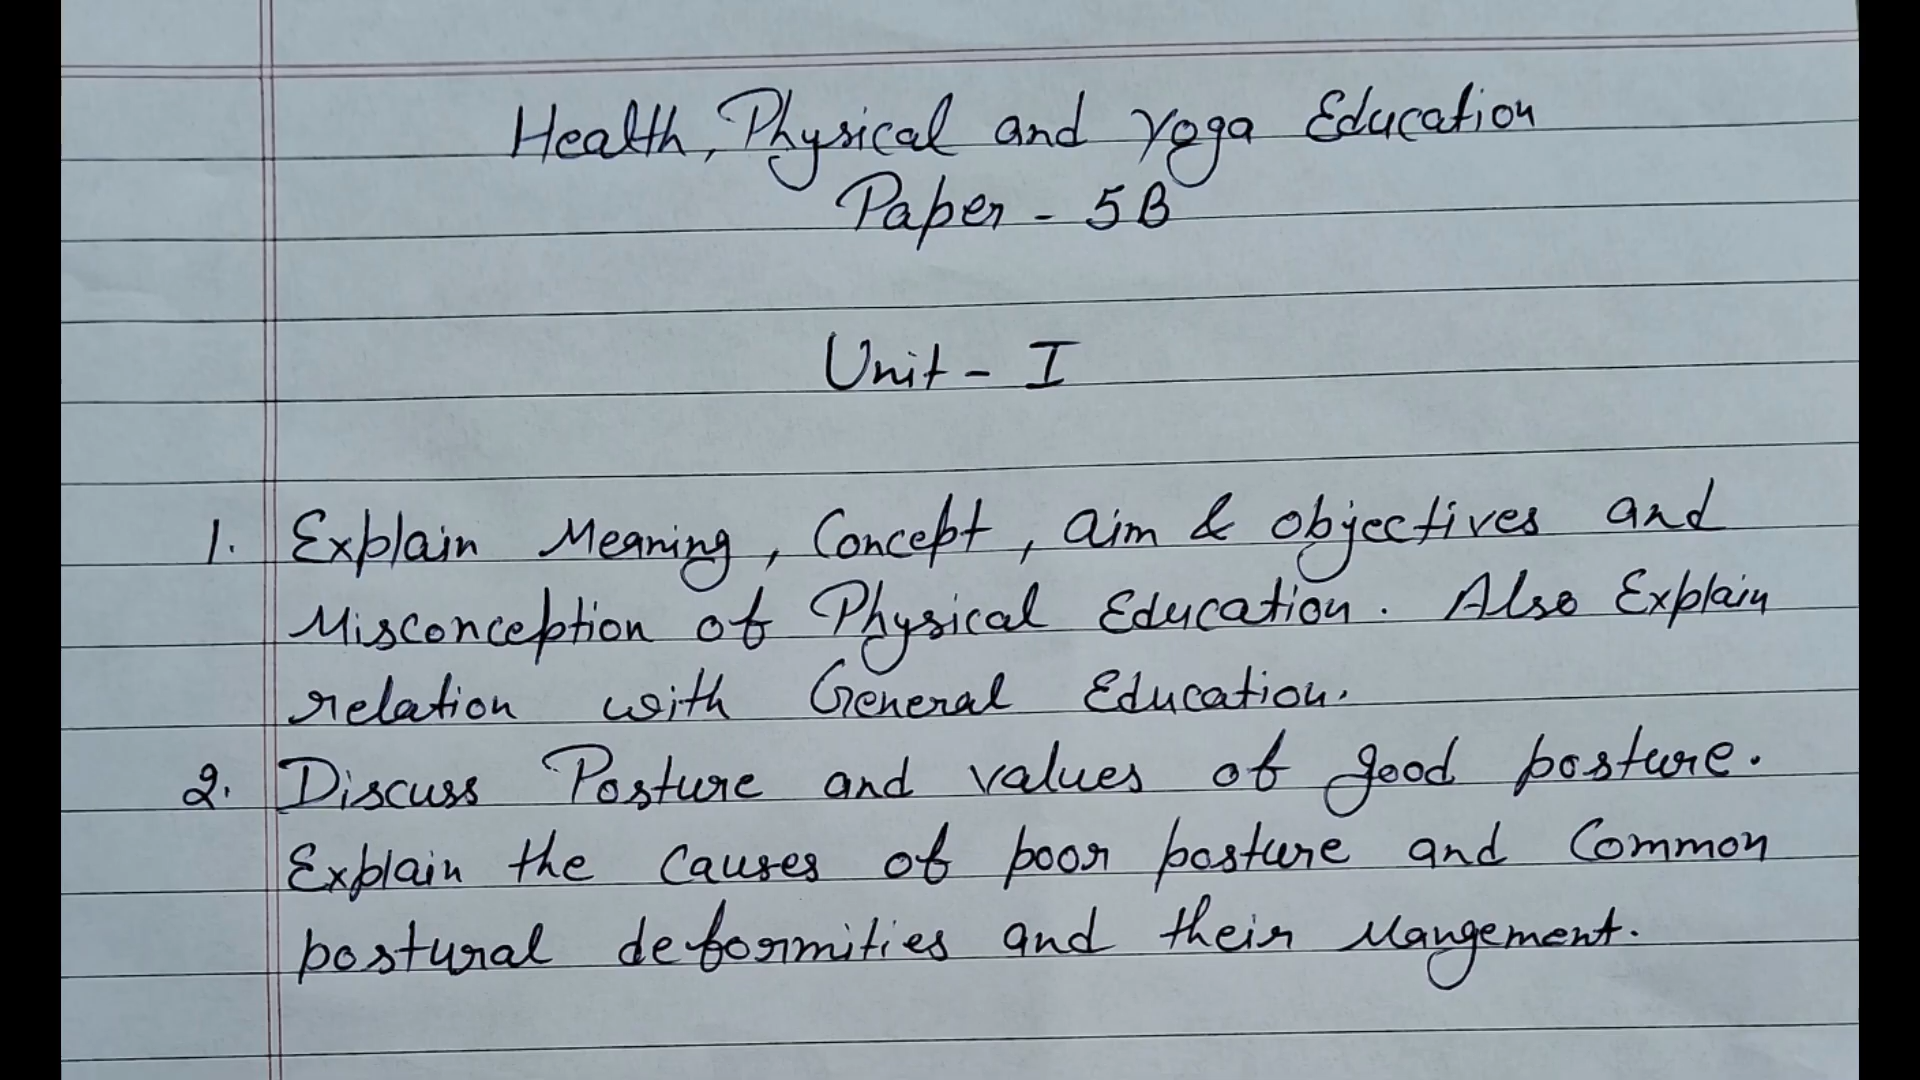 Health, Physical and Yoga Education
Paper - 5B
Unit - I
1. Explain Meaning, Concept, aim & objectives and
Misconception of Physical Education. Also Explain
relation with General Education.
2. Discuss Posture and values of good posture.
Explain the causes of poor posture and Common
postural deformities and their Mangement.